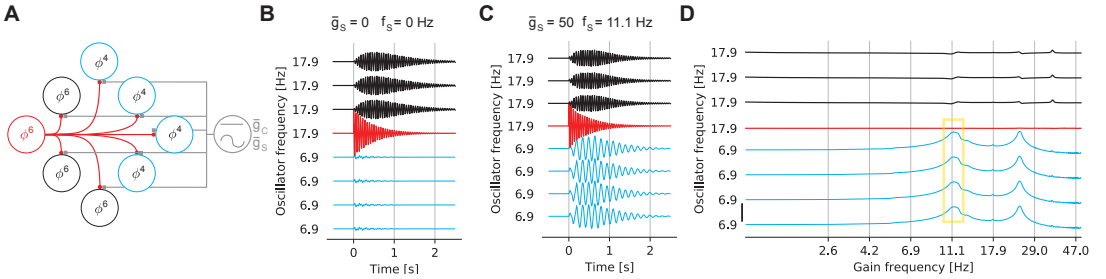 A
ϕ⁴
ϕ⁶ ϕ⁴
ϕ⁶ ϕ⁴ g̅c
g̅s
ϕ⁶ ϕ⁴
ϕ⁶
B
g̅s = 0 fs = 0 Hz
Oscillator frequency [Hz]
17.9
17.9
17.9
17.9
6.9
6.9
6.9
6.9
0 1 2
Time [s]
C
g̅s = 50 fs = 11.1 Hz
Oscillator frequency [Hz]
17.9
17.9
17.9
17.9
6.9
6.9
6.9
6.9
0 1 2
Time [s]
D
Oscillator frequency [Hz]
17.9
17.9
17.9
17.9
6.9
6.9
6.9
6.9
2.6 4.2 6.9 11.1 17.9 29.0 47.0
Gain frequency [Hz]